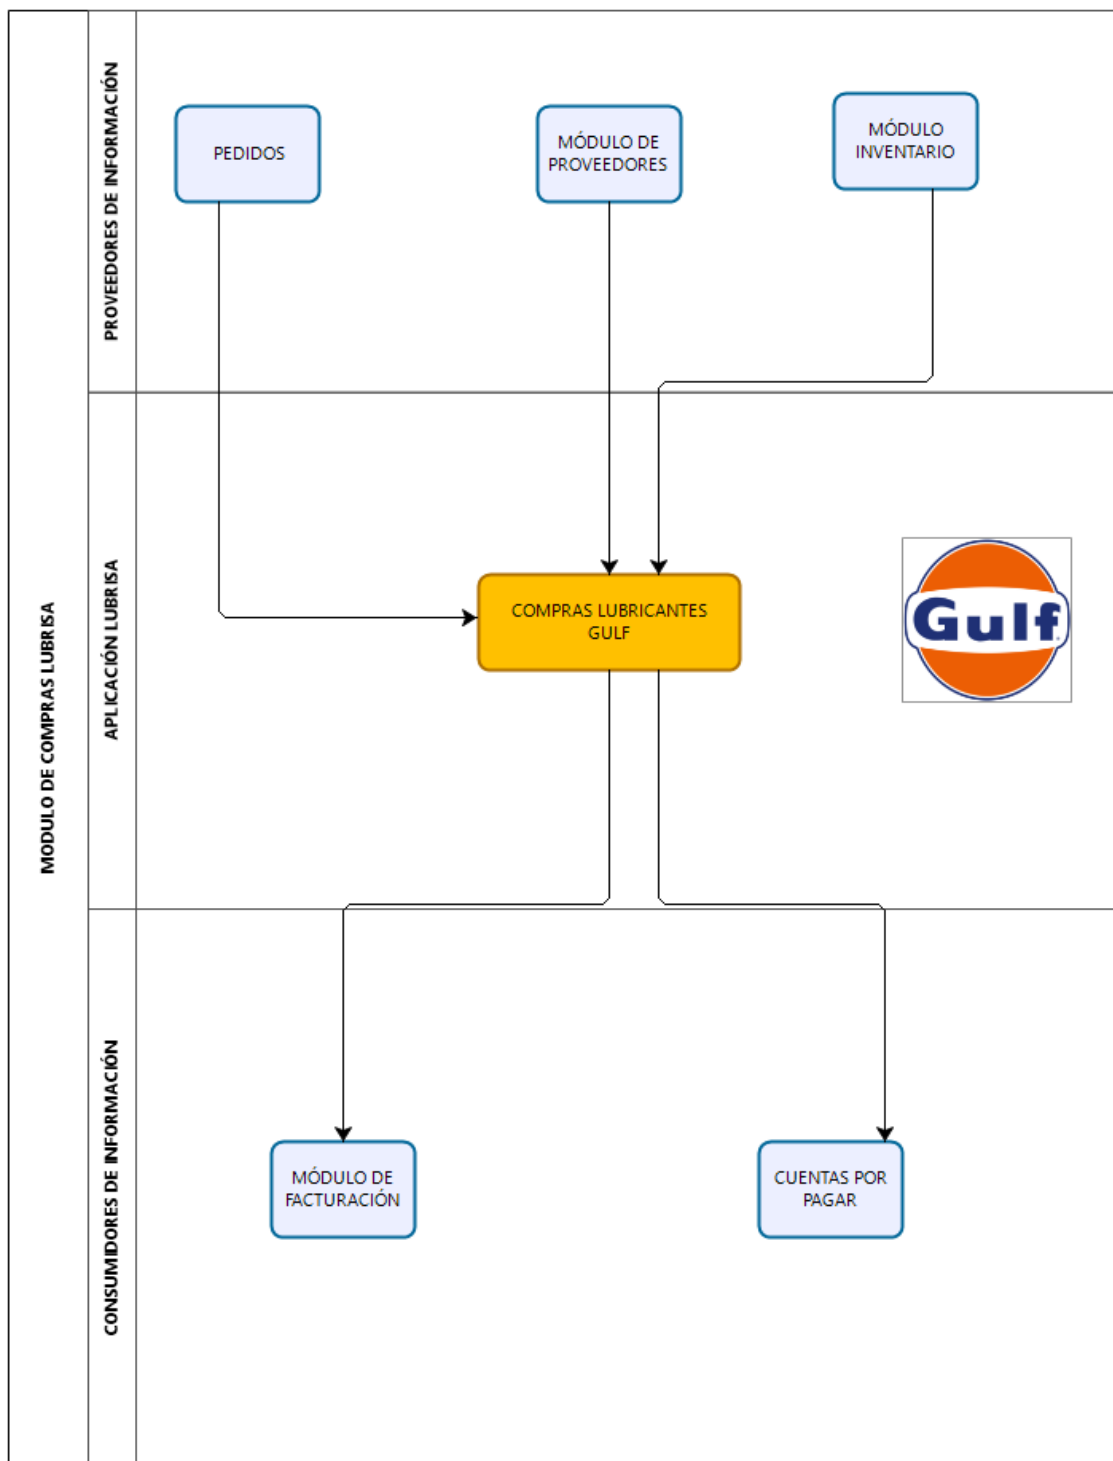 MODULO DE COMPRAS LUBRISA
PROVEEDORES DE INFORMACIÓN
PEDIDOS
MÓDULO DE
PROVEEDORES
MÓDULO
INVENTARIO
APLICACIÓN LUBRISA
COMPRAS LUBRICANTES
GULF
Gulf
CONSUMIDORES DE INFORMACIÓN
MÓDULO DE
FACTURACIÓN
CUENTAS POR
PAGAR